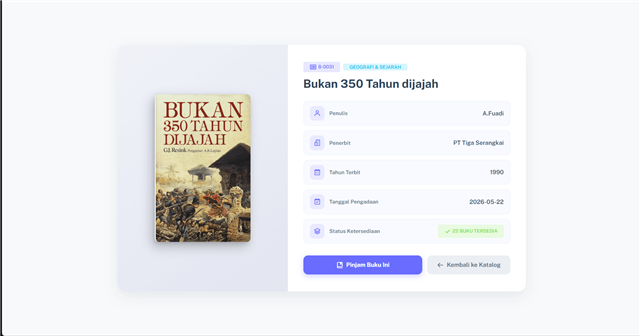 BUKAN
350 TAHUN
DIJAJAH
G.J. Resink
B-0031
GEOGRAFI & SEJARAH
Bukan 350 Tahun dijajah
Penulis
A.Fuadi
Penerbit
PT Tiga Serangkai
Tahun Terbit
1990
Tanggal Pengadaan
2026-05-22
Status Ketersediaan
22 BUKU TERSEDIA
Pinjam Buku Ini
Kembali ke Katalog